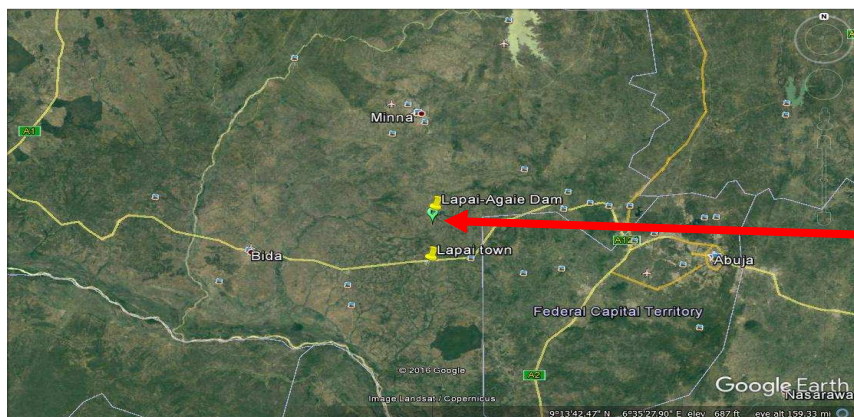 N
A1
Minna
Lapai-Agaie Dam
A12
Bida
Lapai town
Abuja
Federal Capital Territory
A2
© 2016 Google
Image Landsat / Copernicus
Google Earth
Nasarawa
9°13'42.47" N 6°35'27.90" E elev 687 ft eye alt 159.33 mi